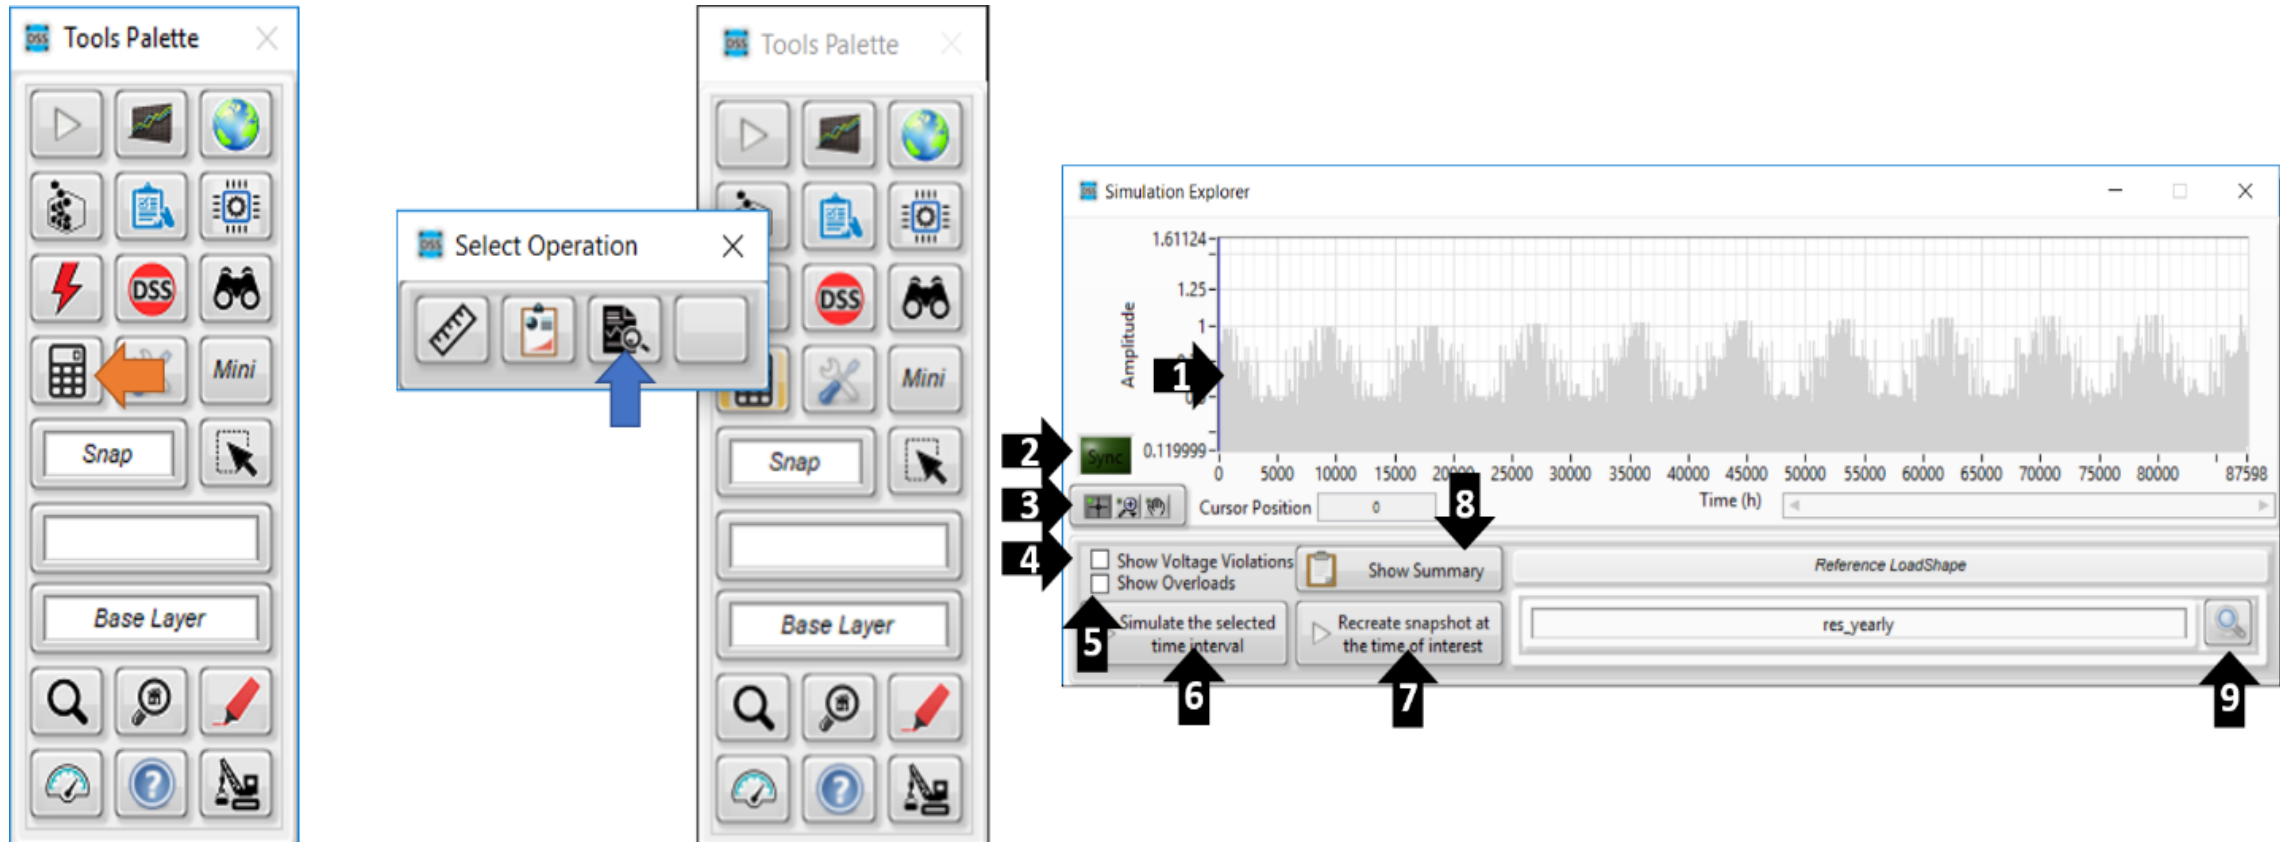 DSS Tools Palette
DSS
Mini
Snap
Base Layer
DSS Select Operation
DSS Tools Palette
DSS
Mini
Snap
Base Layer
DSS Simulation Explorer
Amplitude
1.61124
1.25
1
0.119999
0 5000 10000 15000 20000 25000 30000 35000 40000 45000 50000 55000 60000 65000 70000 75000 80000 87598
Time (h)
Sync
Cursor Position 0
Show Voltage Violations
Show Overloads
Show Summary
Simulate the selected
time interval
Recreate snapshot at
the time of interest
Reference LoadShape
res_yearly
1
2
3
4
5
6
7
8
9